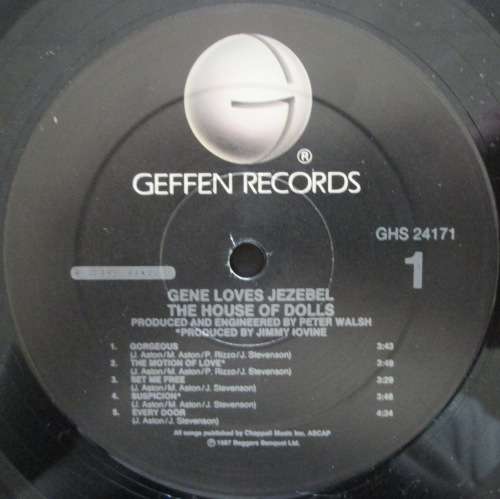 ®
GEFFEN RECORDS
GHS 24171
1
GENE LOVES JEZEBEL
THE HOUSE OF DOLLS
PRODUCED AND ENGINEERED BY PETER WALSH
*PRODUCED BY JIMMY IOVINE
1. GORGEOUS 3:43
(J. Aston/M. Aston/P. Rizzo/J. Stevenson)
2. THE MOTION OF LOVE* 3:49
(J. Aston/M. Aston/P. Rizzo/J. Stevenson)
3. SET ME FREE 3:29
(J. Aston/M. Aston/J. Stevenson)
4. SUSPICION* 3:48
(J. Aston/M. Aston/J. Stevenson)
5. EVERY DOOR 4:34
(J. Aston/J. Stevenson)
All songs published by Chappell Music Inc. ASCAP
℗ 1987 Beggars Banquet Ltd.